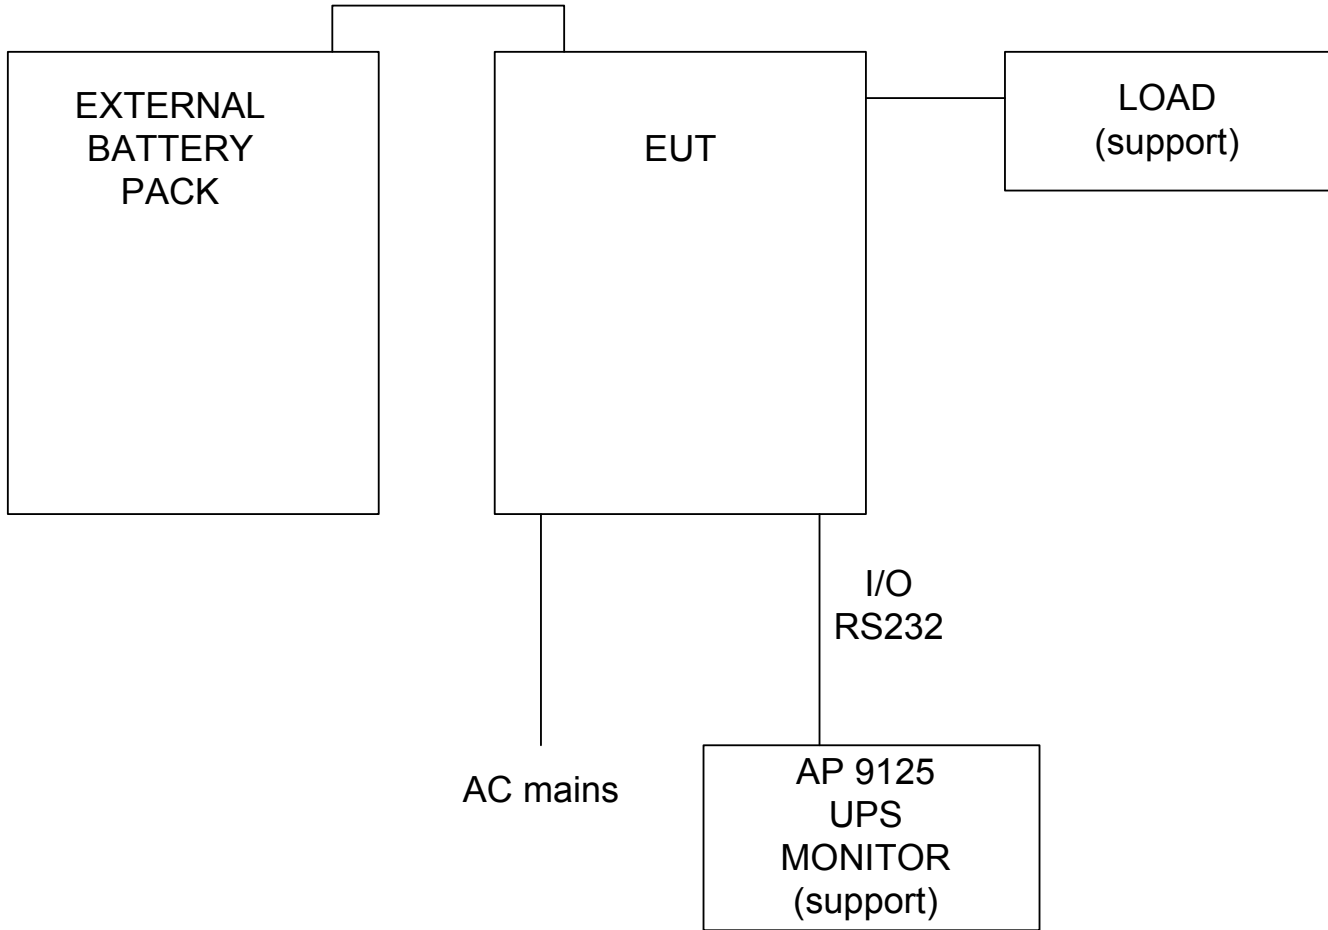 EXTERNAL
BATTERY
PACK
EUT
LOAD
(support)
I/O
RS232
AC mains
AP 9125
UPS
MONITOR
(support)